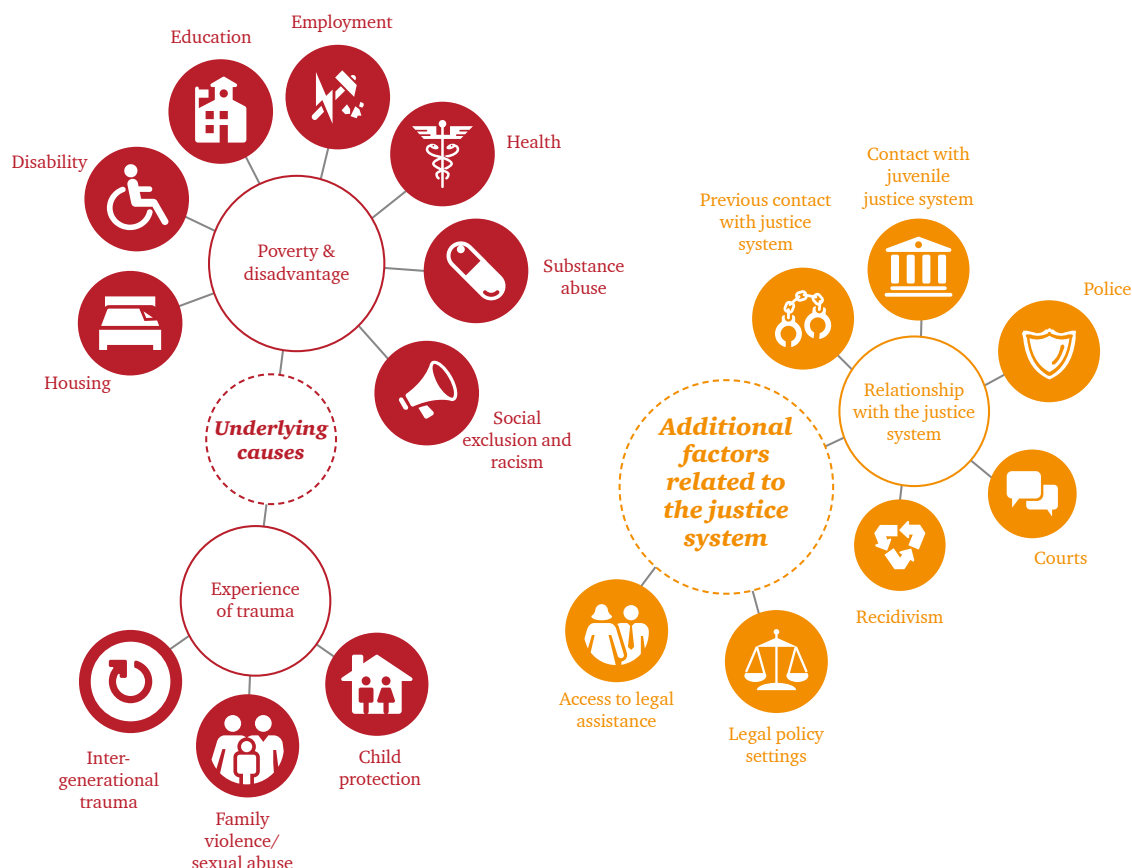 Employment
Education
Health
Disability
Poverty &
disadvantage
Substance
abuse
Housing
Social
exclusion and
racism
Underlying
causes
Experience
of trauma
Inter-
generational
trauma
Family
violence/
sexual abuse
Child
protection
Contact with
juvenile
justice system
Previous contact
with justice
system
Police
Relationship
with the justice
system
Additional
factors
related to
the justice
system
Courts
Recidivism
Access to legal
assistance
Legal policy
settings